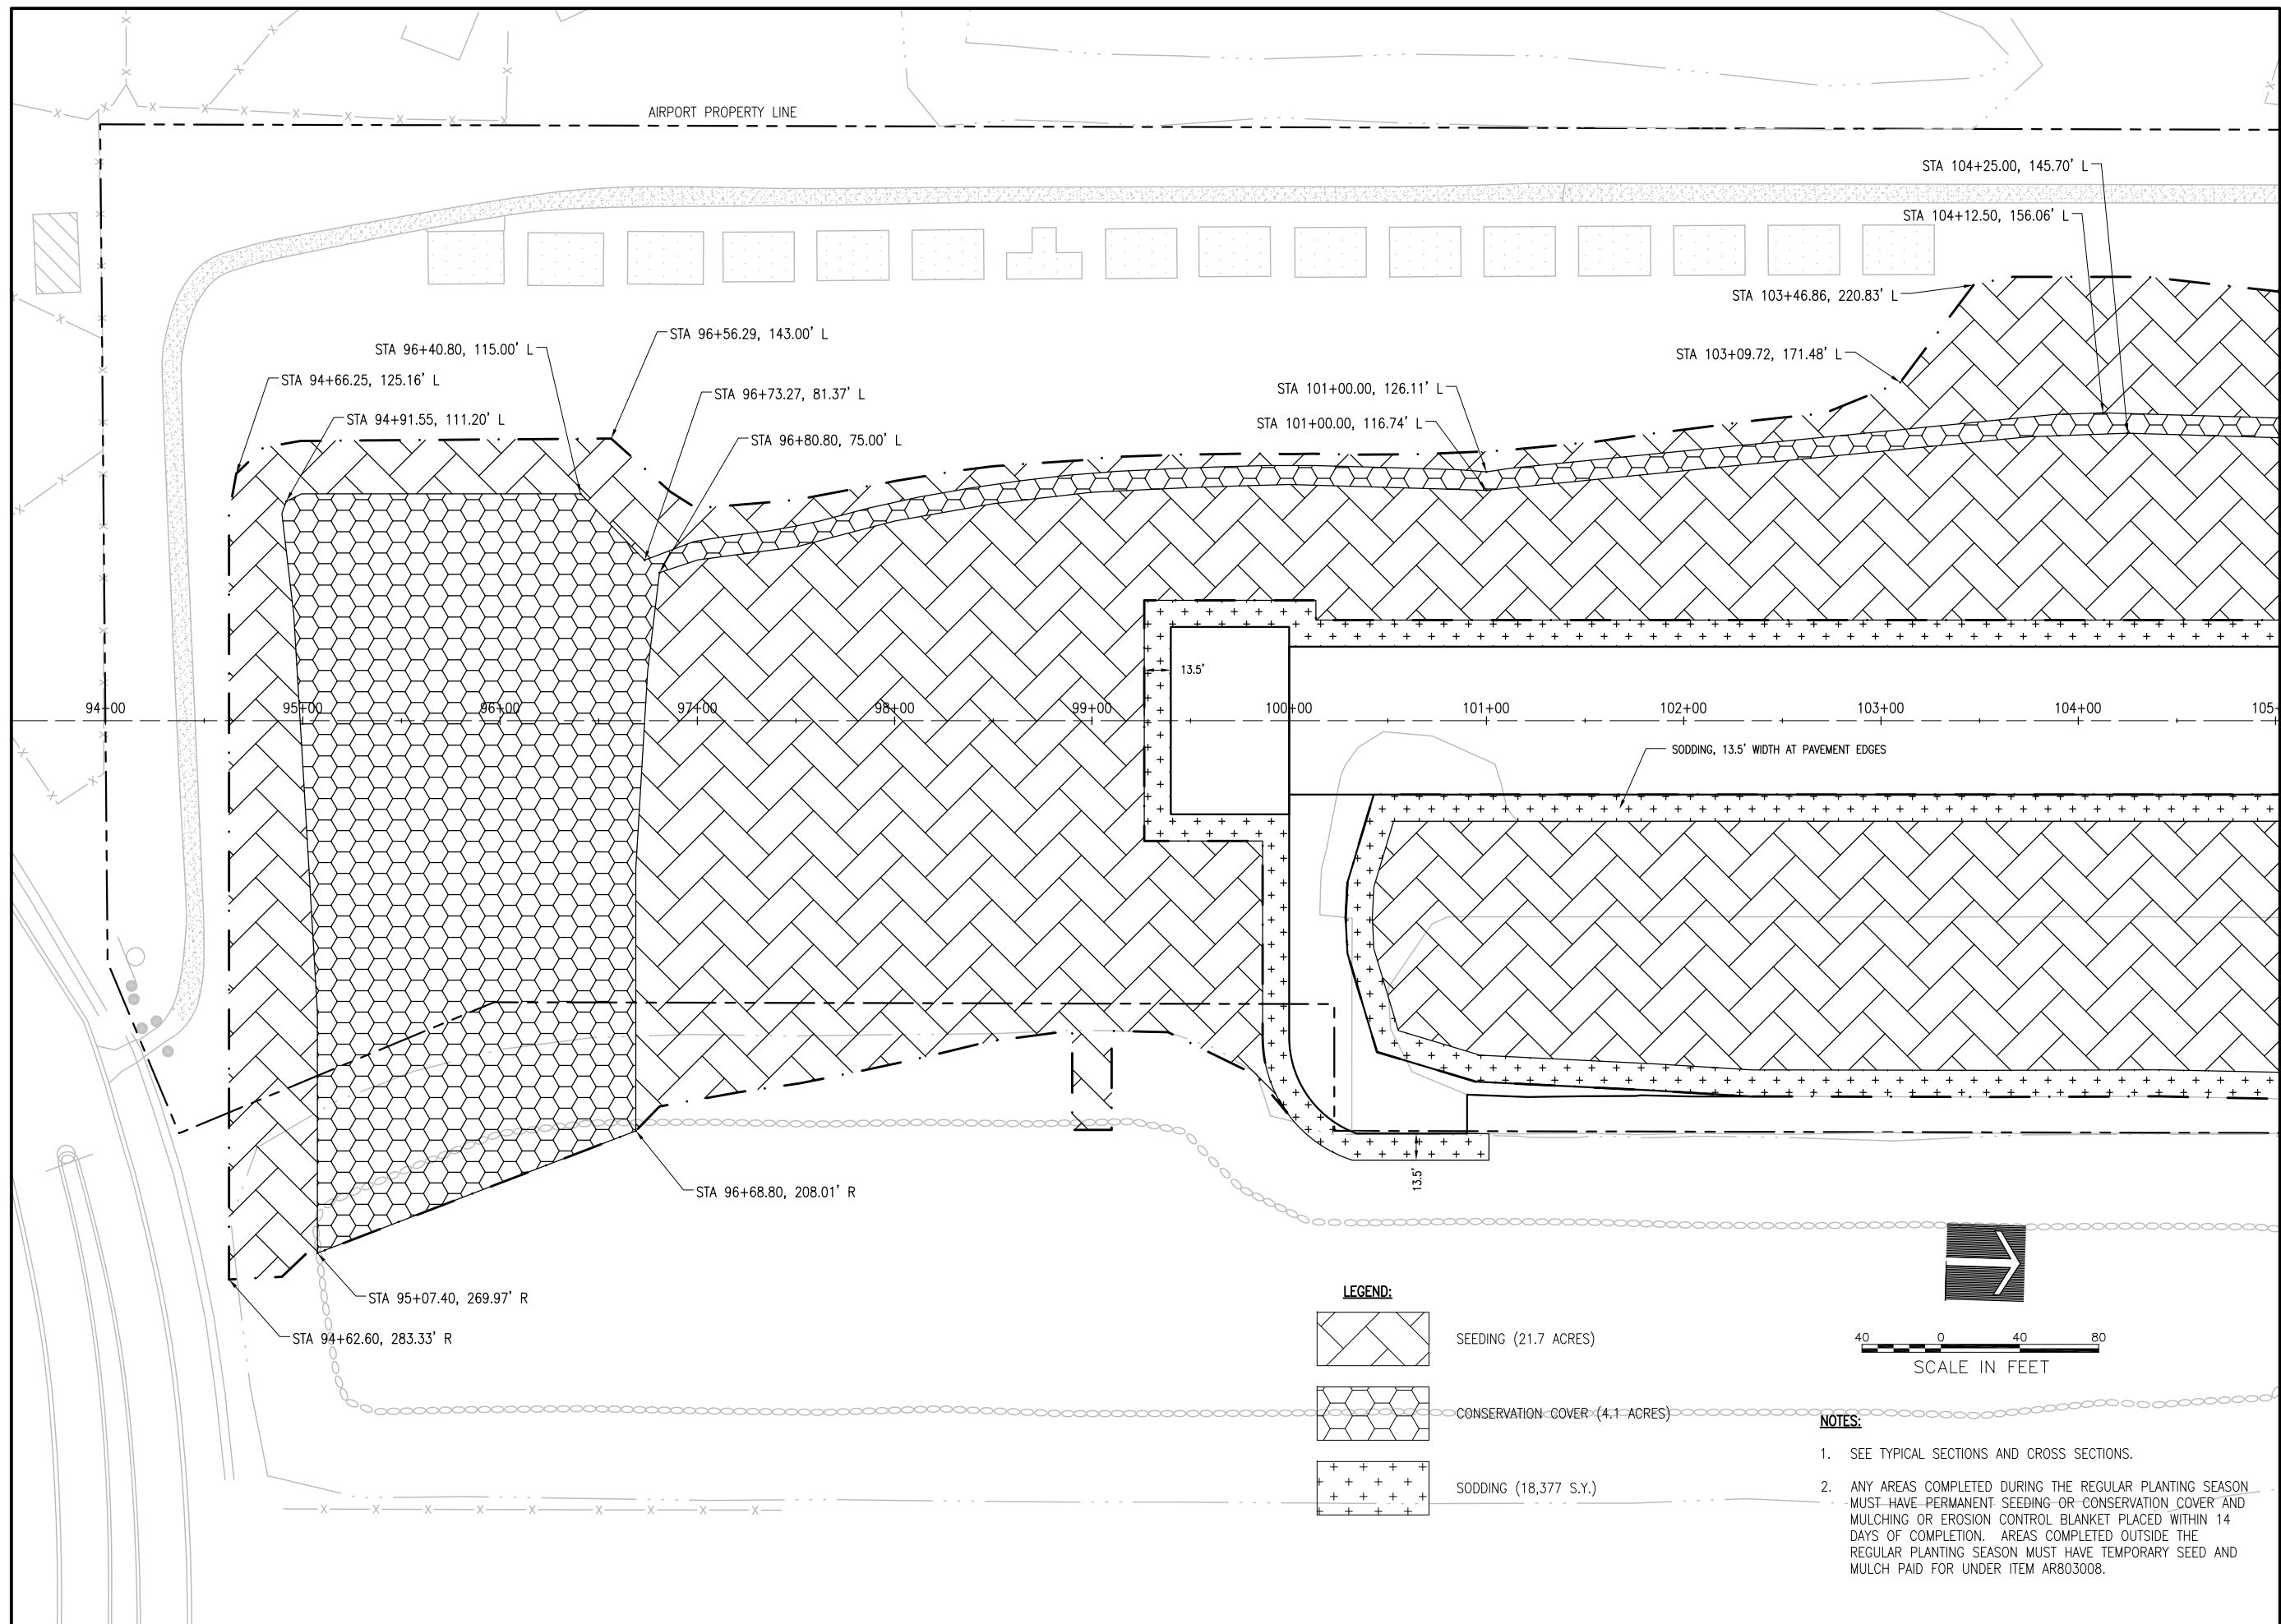 AIRPORT PROPERTY LINE
STA 104+25.00, 145.70' L
STA 104+12.50, 156.06' L
STA 103+46.86, 220.83' L
STA 96+56.29, 143.00' L
STA 96+40.80, 115.00' L
STA 103+09.72, 171.48' L
STA 94+66.25, 125.16' L
STA 101+00.00, 126.11' L
STA 96+73.27, 81.37' L
STA 94+91.55, 111.20' L
STA 101+00.00, 116.74' L
STA 96+80.80, 75.00' L
13.5'
94+00 95+00 96+00 97+00 98+00 99+00 100+00 101+00 102+00 103+00 104+00 105
SODDING, 13.5' WIDTH AT PAVEMENT EDGES
13.5'
STA 96+68.80, 208.01' R
STA 95+07.40, 269.97' R
STA 94+62.60, 283.33' R
LEGEND:
SEEDING (21.7 ACRES)
CONSERVATION COVER (4.1 ACRES)
SODDING (18,377 S.Y.)
40 0 40 80
SCALE IN FEET
NOTES:
1. SEE TYPICAL SECTIONS AND CROSS SECTIONS.
2. ANY AREAS COMPLETED DURING THE REGULAR PLANTING SEASON
MUST HAVE PERMANENT SEEDING OR CONSERVATION COVER AND
MULCHING OR EROSION CONTROL BLANKET PLACED WITHIN 14
DAYS OF COMPLETION. AREAS COMPLETED OUTSIDE THE
REGULAR PLANTING SEASON MUST HAVE TEMPORARY SEED AND
MULCH PAID FOR UNDER ITEM AR803008.